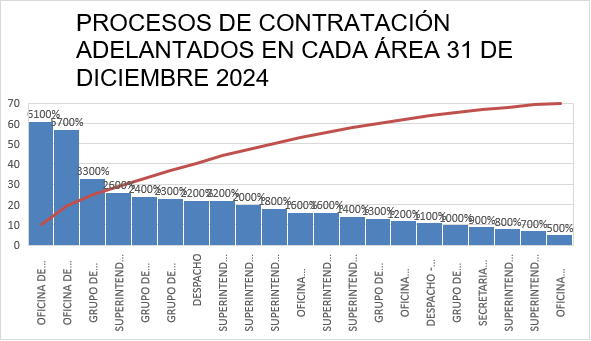 PROCESOS DE CONTRATACIÓN
ADELANTADOS EN CADA ÁREA 31 DE
DICIEMBRE 2024
70
60
50
40
30
20
10
0
6100%
5700%
3300%
2600%
2400%
2300%
2200%
2200%
2000%
1800%
1600%
1600%
1400%
1300%
1200%
1100%
1000%
900%
800%
700%
500%
OFICINA DE...
OFICINA DE...
GRUPO DE...
SUPERINTEND...
GRUPO DE...
GRUPO DE...
DESPACHO
SUPERINTEND...
SUPERINTEND...
SUPERINTEND...
OFICINA...
SUPERINTEND...
SUPERINTEND...
GRUPO DE...
OFICINA...
DESPACHO -...
GRUPO DE...
SECRETARIA...
SUPERINTEND...
SUPERINTEND...
OFICINA...